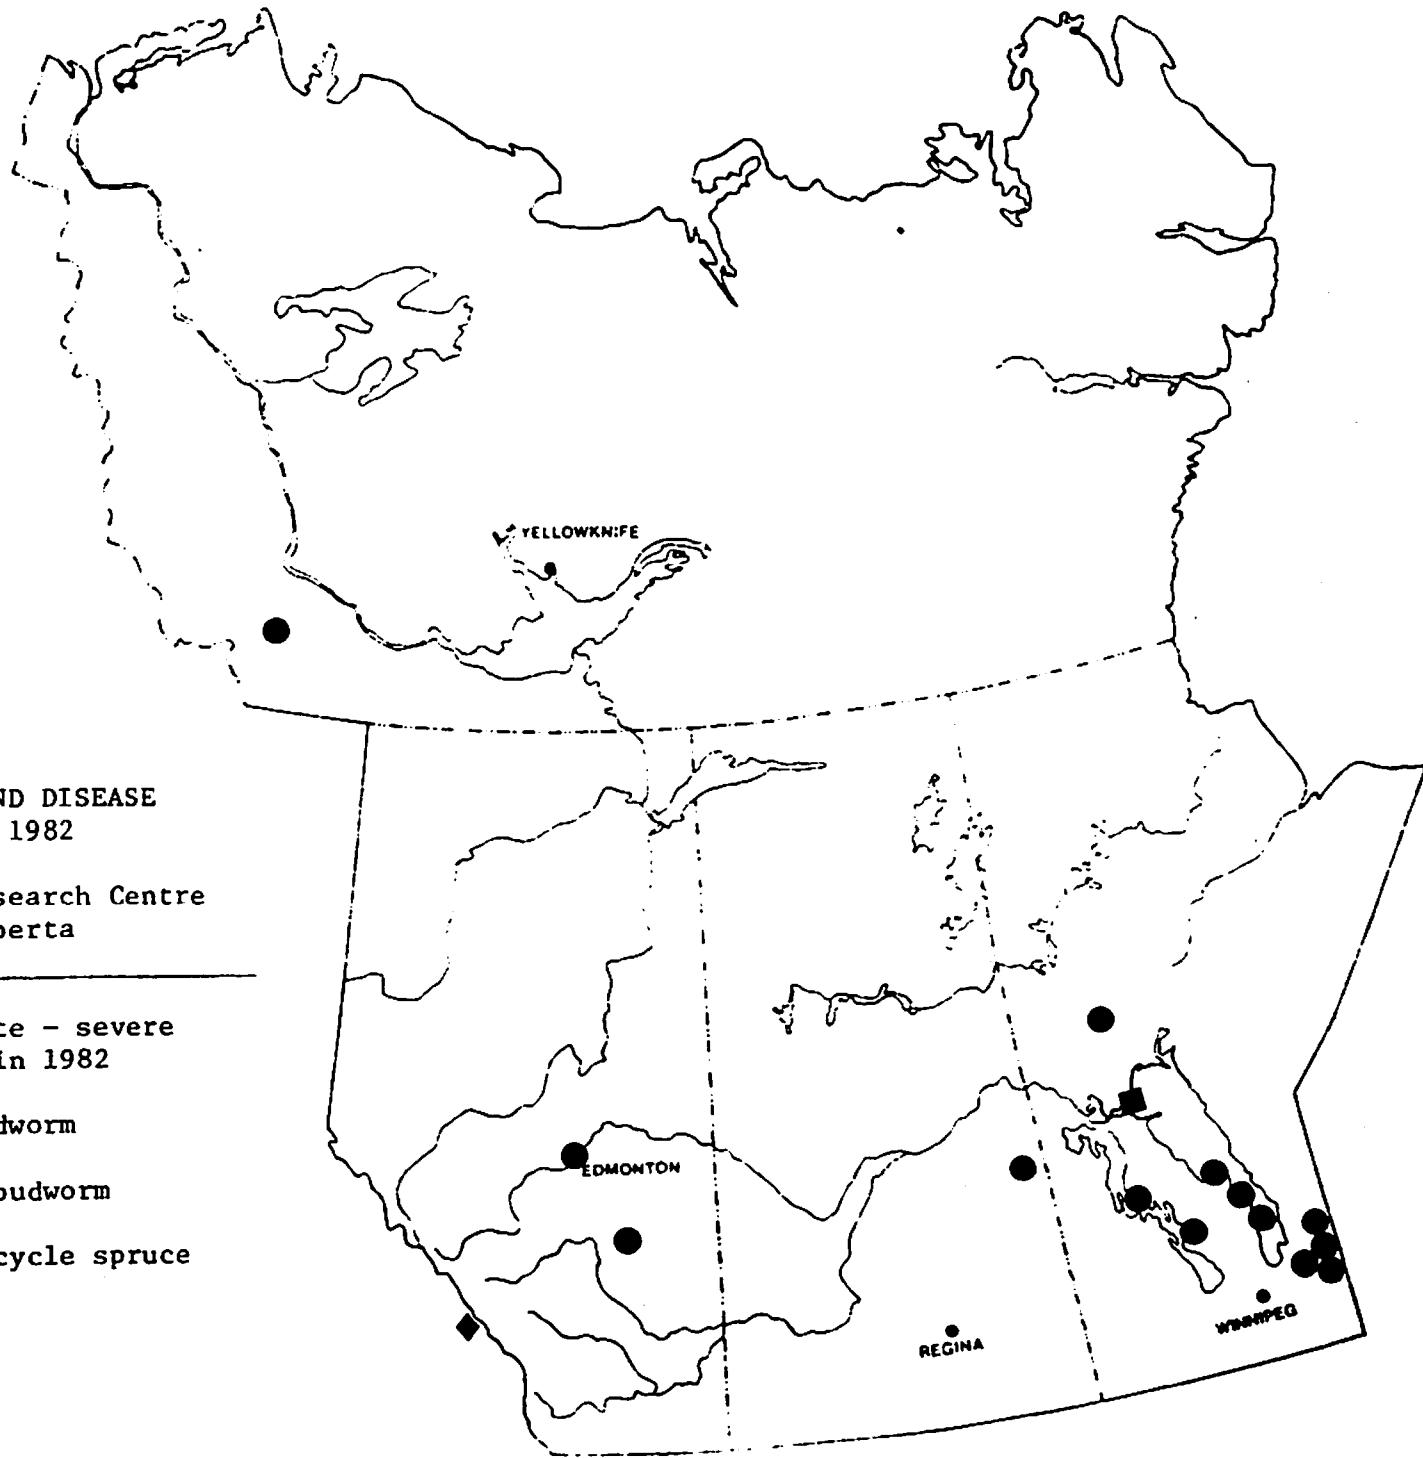 YELLOWKNIFE
ND DISEASE
1982
search Centre
berta
te - severe
in 1982
dworm
budworm
cycle spruce
EDMONTON
REGINA
WINNIPEG